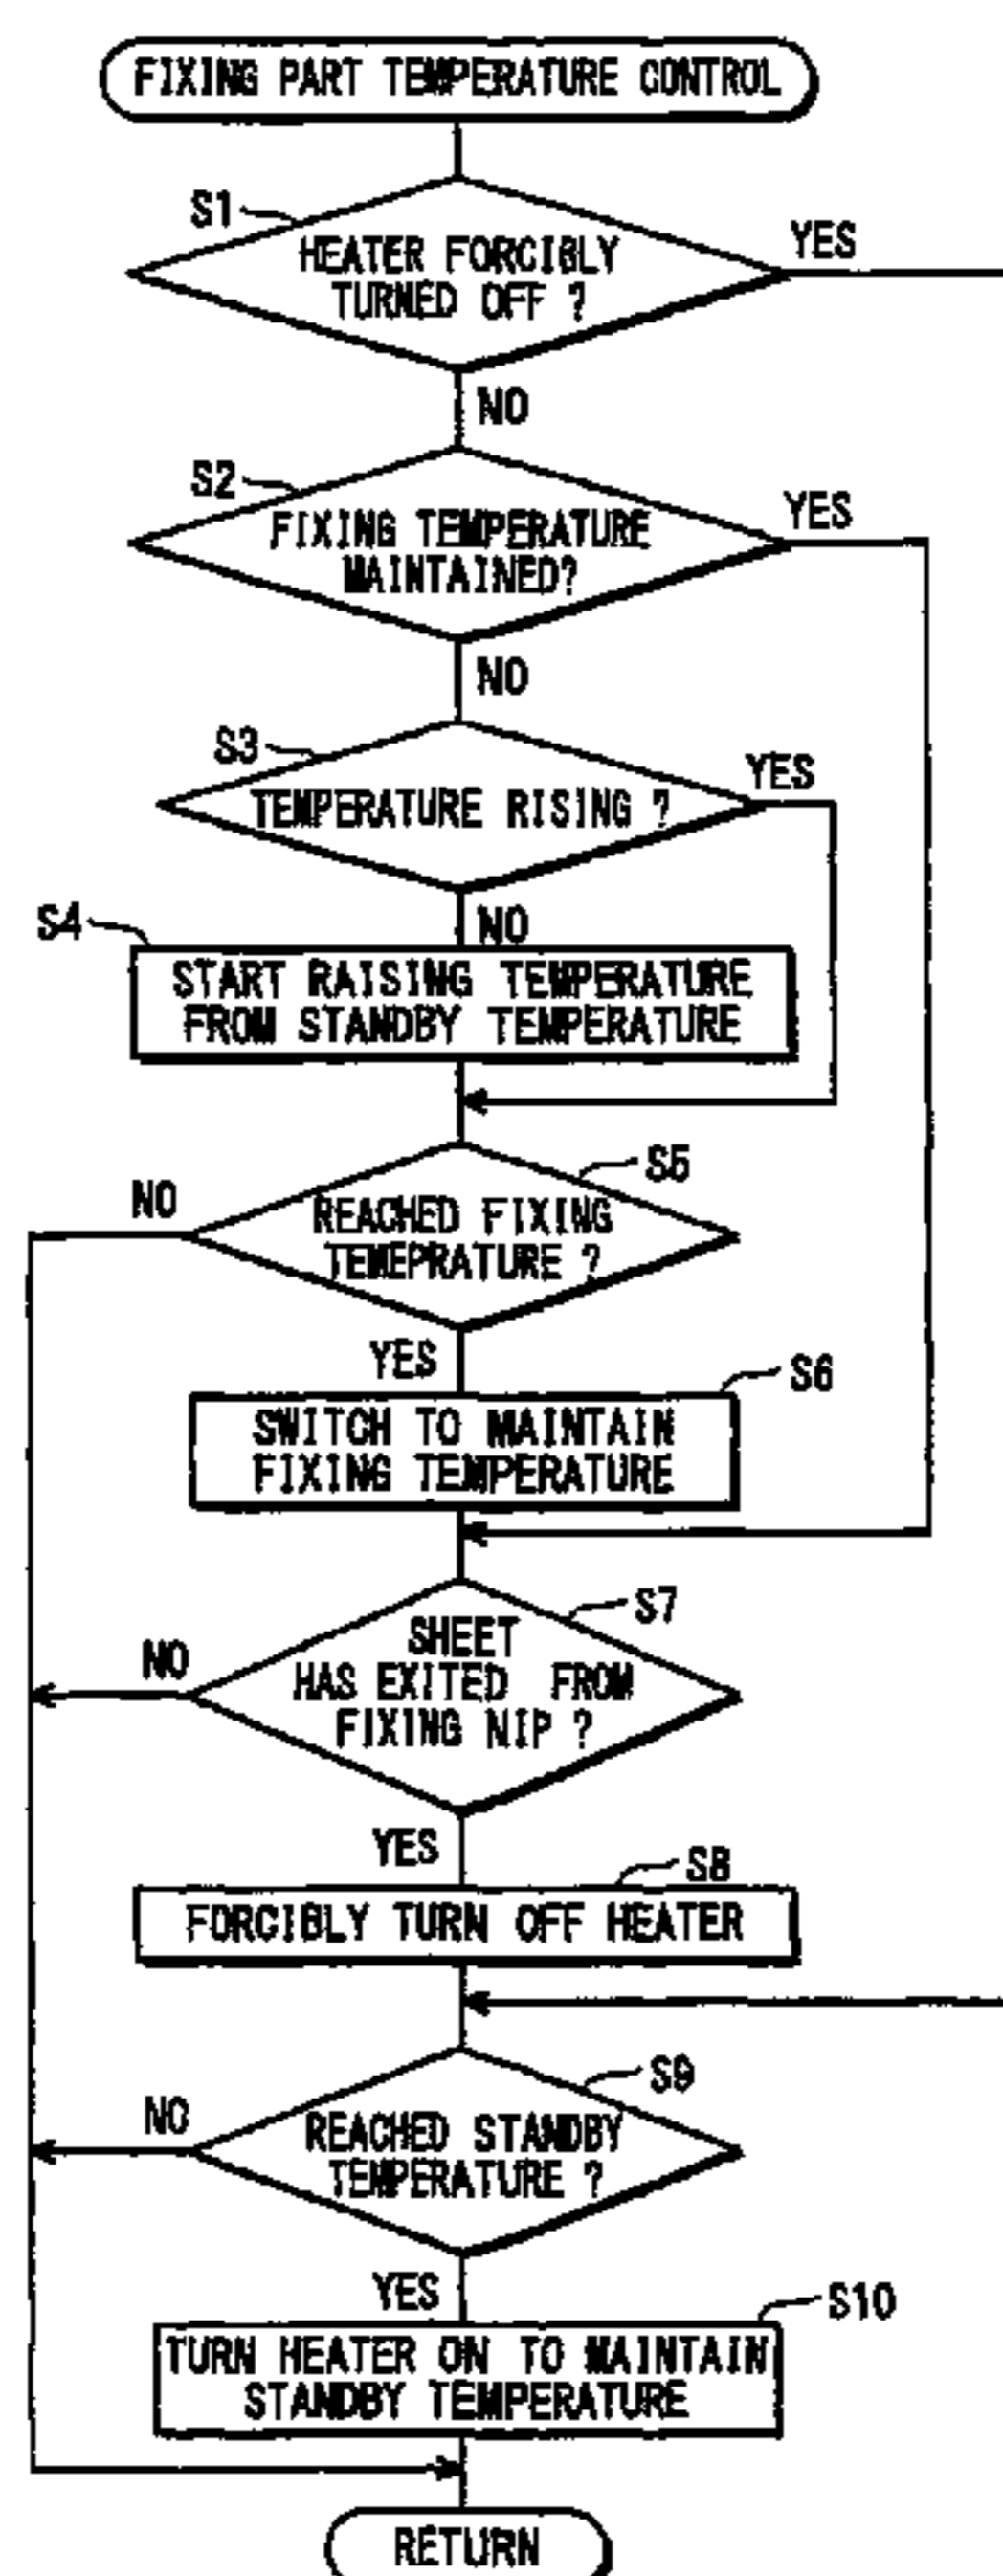 FIXING PART TEMPERATURE CONTROL
S1
HEATER FORCIBLY
TURNED OFF ?
YES
NO
S2
FIXING TEMPERATURE
MAINTAINED?
YES
NO
S3
TEMPERATURE RISING ?
YES
NO
S4
START RAISING TEMPERATURE
FROM STANDBY TEMPERATURE
S5
REACHED FIXING
TEMEPRATURE ?
NO
YES
S6
SWITCH TO MAINTAIN
FIXING TEMPERATURE
S7
SHEET
HAS EXITED FROM
FIXING NIP ?
NO
YES
S8
FORCIBLY TURN OFF HEATER
S9
REACHED STANDBY
TEMPERATURE ?
NO
YES
S10
TURN HEATER ON TO MAINTAIN
STANDBY TEMPERATURE
RETURN